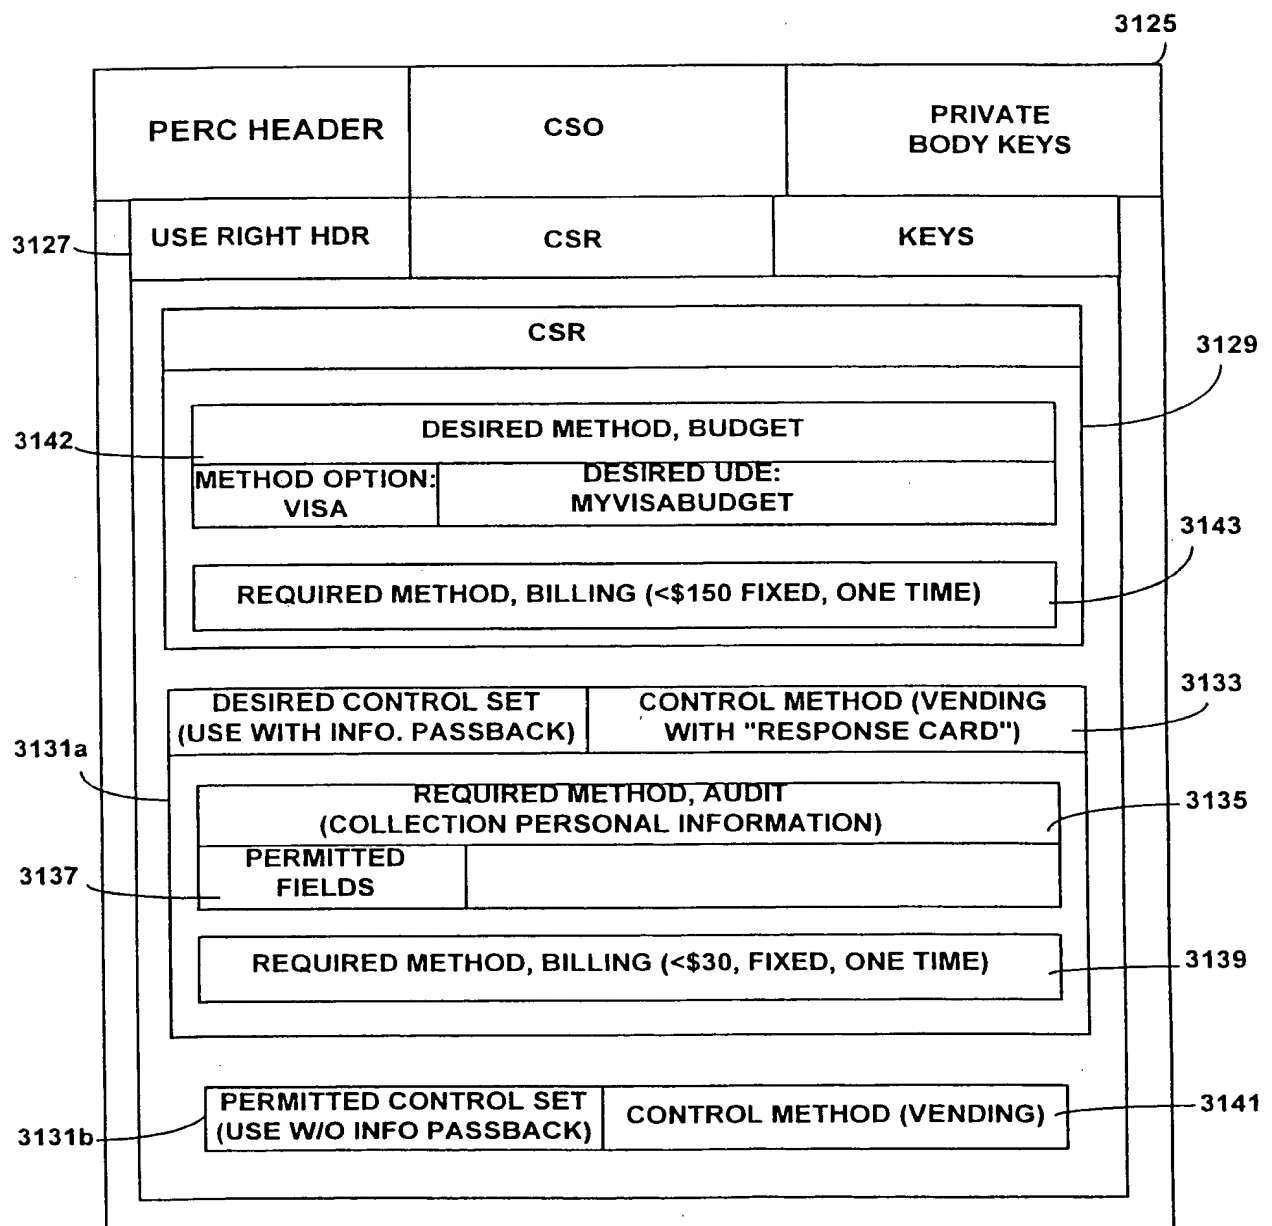 3125
PERC HEADER
CSO
PRIVATE
BODY KEYS
3127
USE RIGHT HDR
CSR
KEYS
CSR
3129
DESIRED METHOD, BUDGET
3142
METHOD OPTION:
VISA
DESIRED UDE:
MYVISABUDGET
3143
REQUIRED METHOD, BILLING (<$150 FIXED, ONE TIME)
DESIRED CONTROL SET
(USE WITH INFO. PASSBACK)
CONTROL METHOD (VENDING
WITH "RESPONSE CARD")
3133
3131a
REQUIRED METHOD, AUDIT
(COLLECTION PERSONAL INFORMATION)
3135
PERMITTED
FIELDS
3137
REQUIRED METHOD, BILLING (<$30, FIXED, ONE TIME)
3139
PERMITTED CONTROL SET
(USE W/O INFO PASSBACK)
CONTROL METHOD (VENDING)
3141
3131b